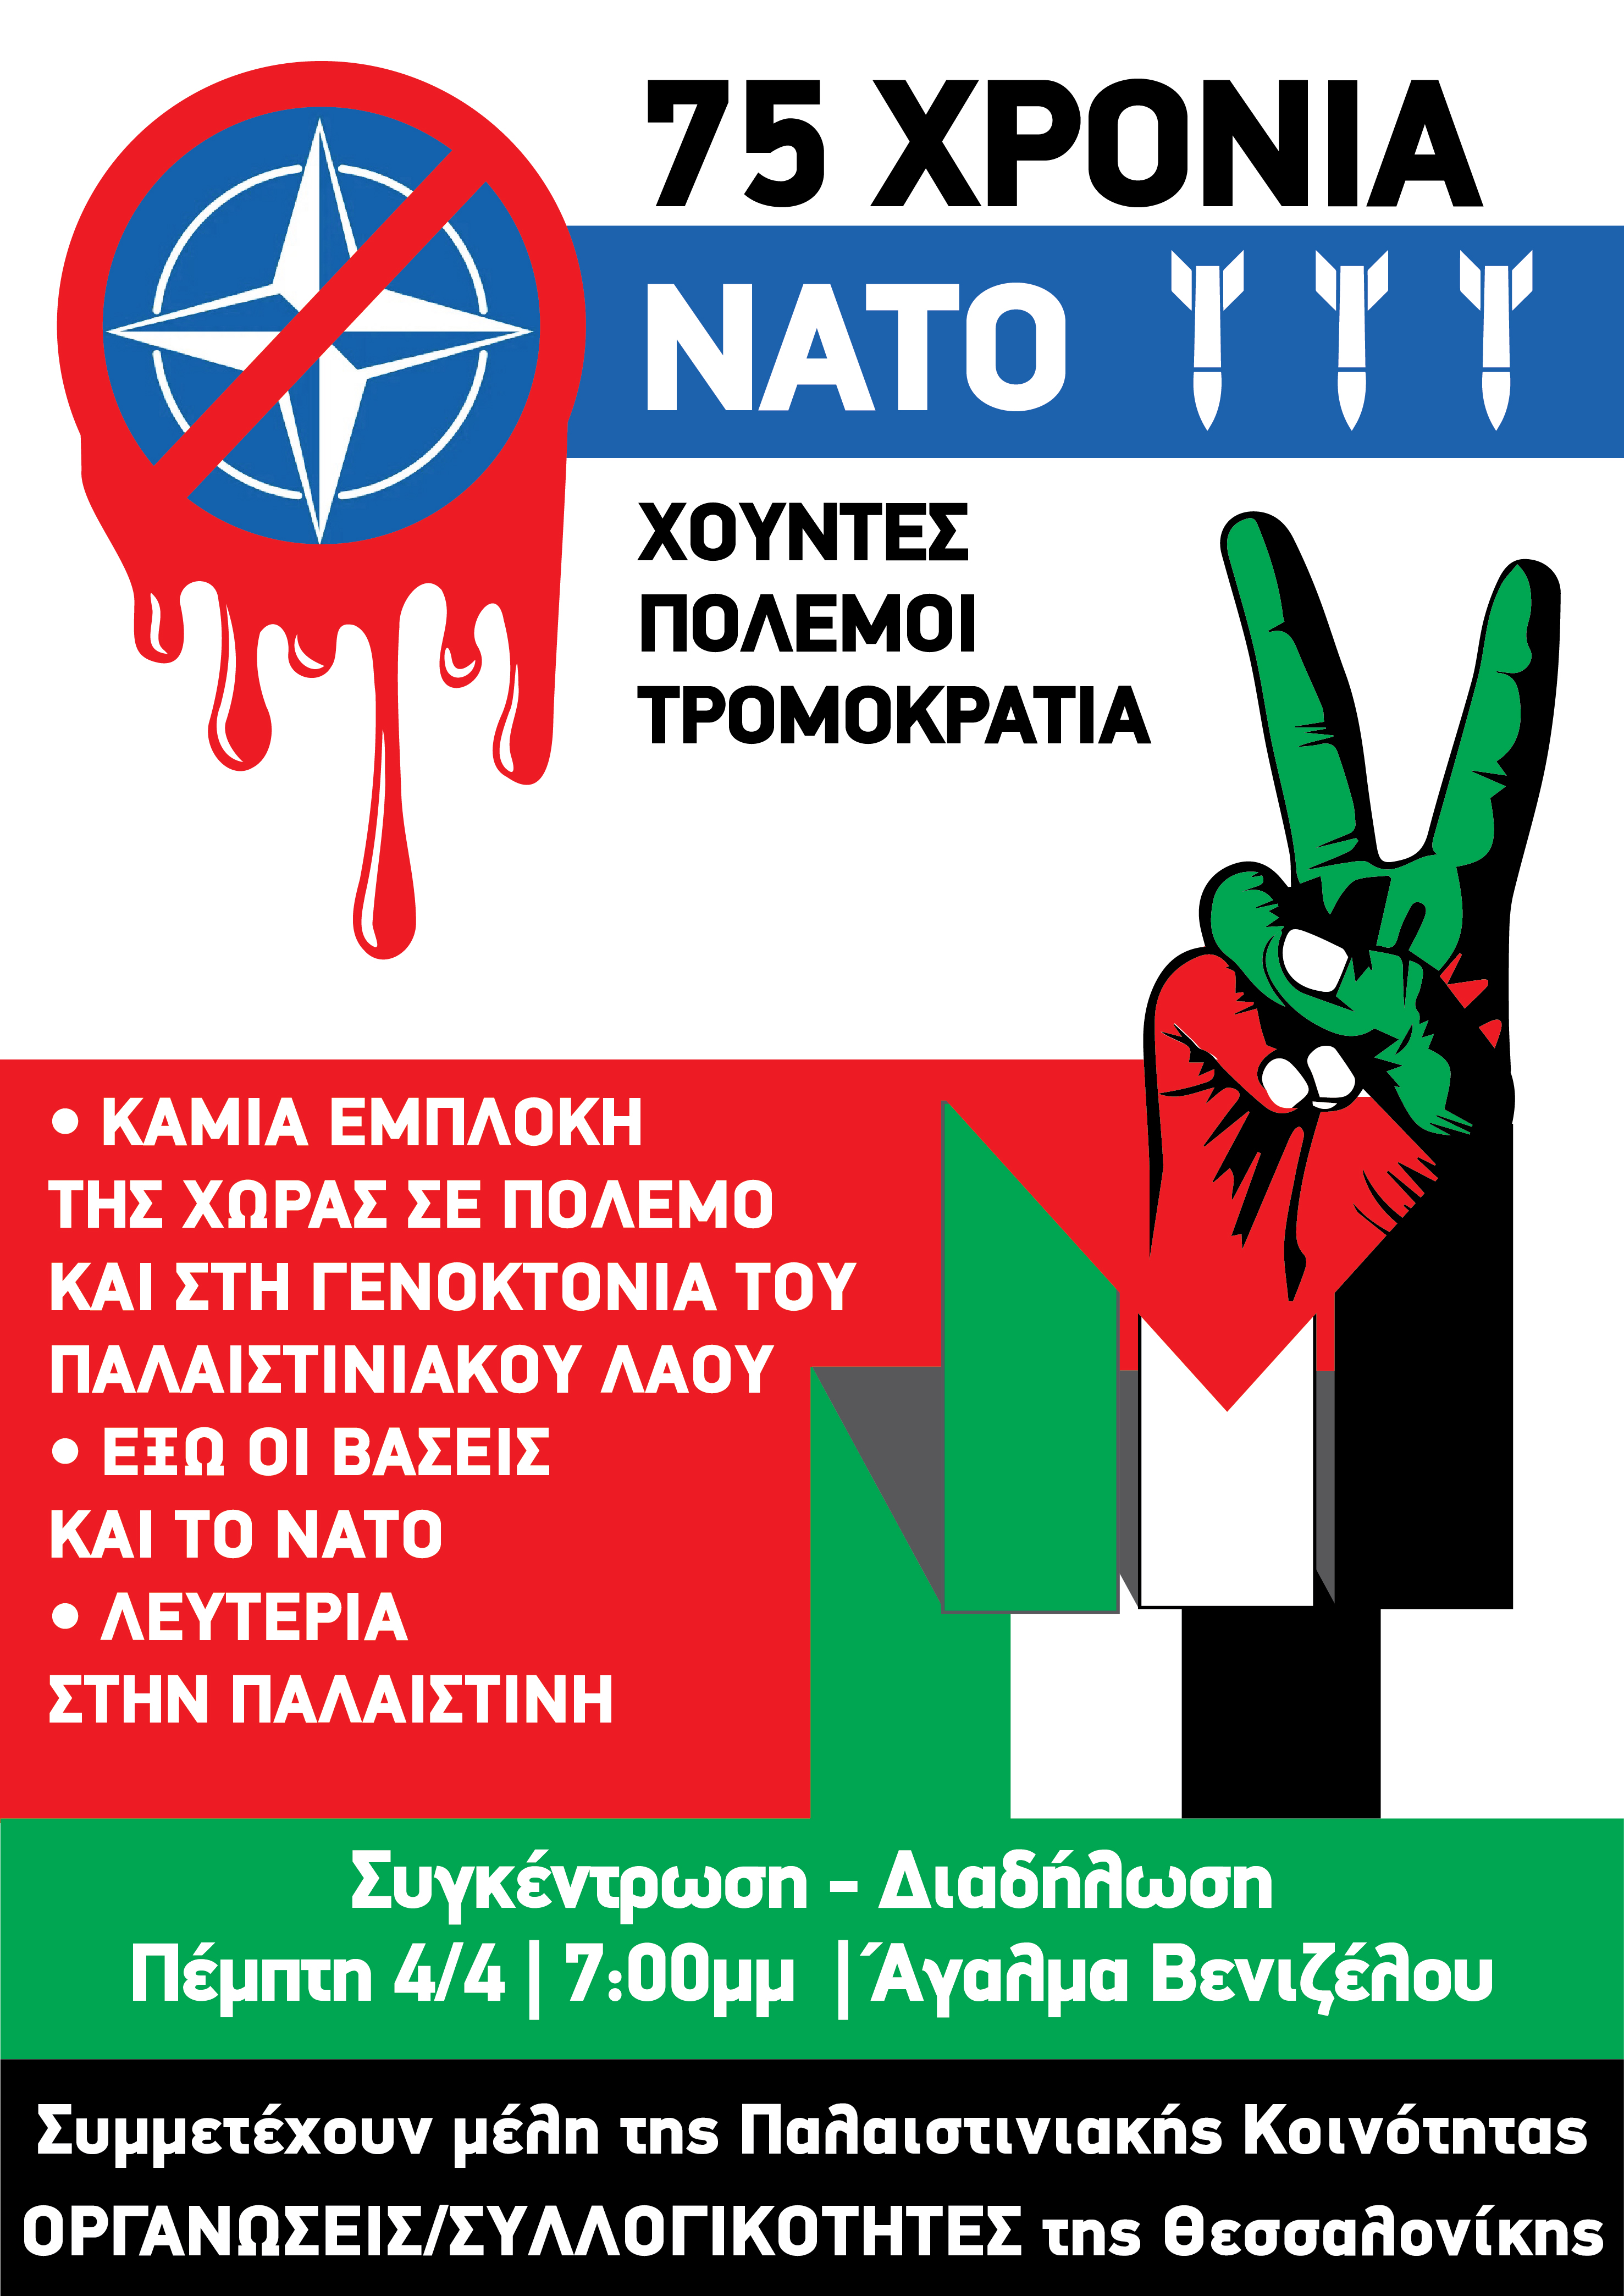 75 ΧΡΟΝΙΑ
ΝΑΤΟ
ΧΟΥΝΤΕΣ
ΠΟΛΕΜΟΙ
ΤΡΟΜΟΚΡΑΤΙΑ
• ΚΑΜΙΑ ΕΜΠΛΟΚΗ
ΤΗΣ ΧΩΡΑΣ ΣΕ ΠΟΛΕΜΟ
ΚΑΙ ΣΤΗ ΓΕΝΟΚΤΟΝΙΑ ΤΟΥ
ΠΑΛΑΙΣΤΙΝΙΑΚΟΥ ΛΑΟΥ
• ΕΞΩ ΟΙ ΒΑΣΕΙΣ
ΚΑΙ ΤΟ ΝΑΤΟ
• ΛΕΥΤΕΡΙΑ
ΣΤΗΝ ΠΑΛΑΙΣΤΙΝΗ
Συγκέντρωση – Διαδήλωση
Πέμπτη 4/4 | 7:00μμ | Άγαλμα Βενιζέλου
Συμμετέχουν μέλη της Παλαιστινιακής Κοινότητας
ΟΡΓΑΝΩΣΕΙΣ/ΣΥΛΛΟΓΙΚΟΤΗΤΕΣ της Θεσσαλονίκης